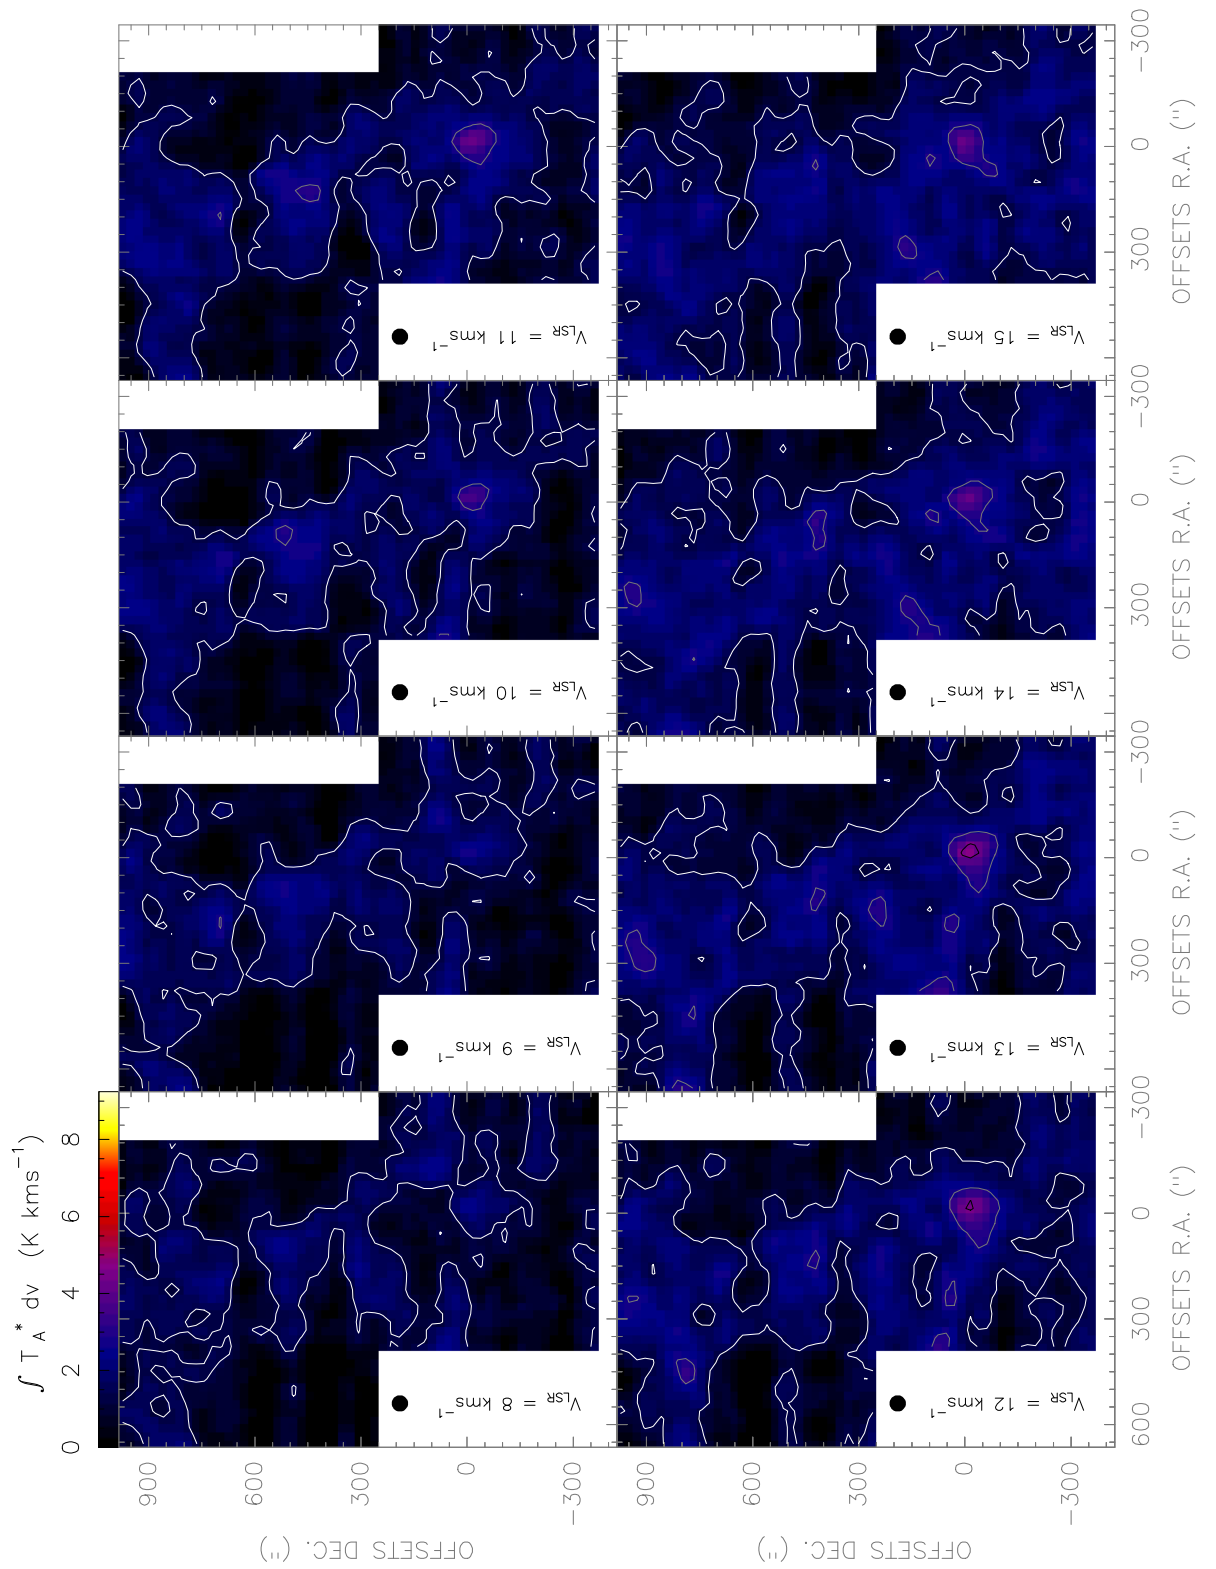 ∫ T_A* dv (K kms⁻¹)
0 2 4 6 8
V_LSR = 8 kms⁻¹
V_LSR = 9 kms⁻¹
V_LSR = 10 kms⁻¹
V_LSR = 11 kms⁻¹
V_LSR = 12 kms⁻¹
V_LSR = 13 kms⁻¹
V_LSR = 14 kms⁻¹
V_LSR = 15 kms⁻¹
900 600 300 0 −300
OFFSETS DEC. (")
900 600 300 0 −300
OFFSETS DEC. (")
600 300 0 −300
OFFSETS R.A. (")
300 0 −300
OFFSETS R.A. (")
300 0 −300
OFFSETS R.A. (")
300 0 −300
OFFSETS R.A. (")